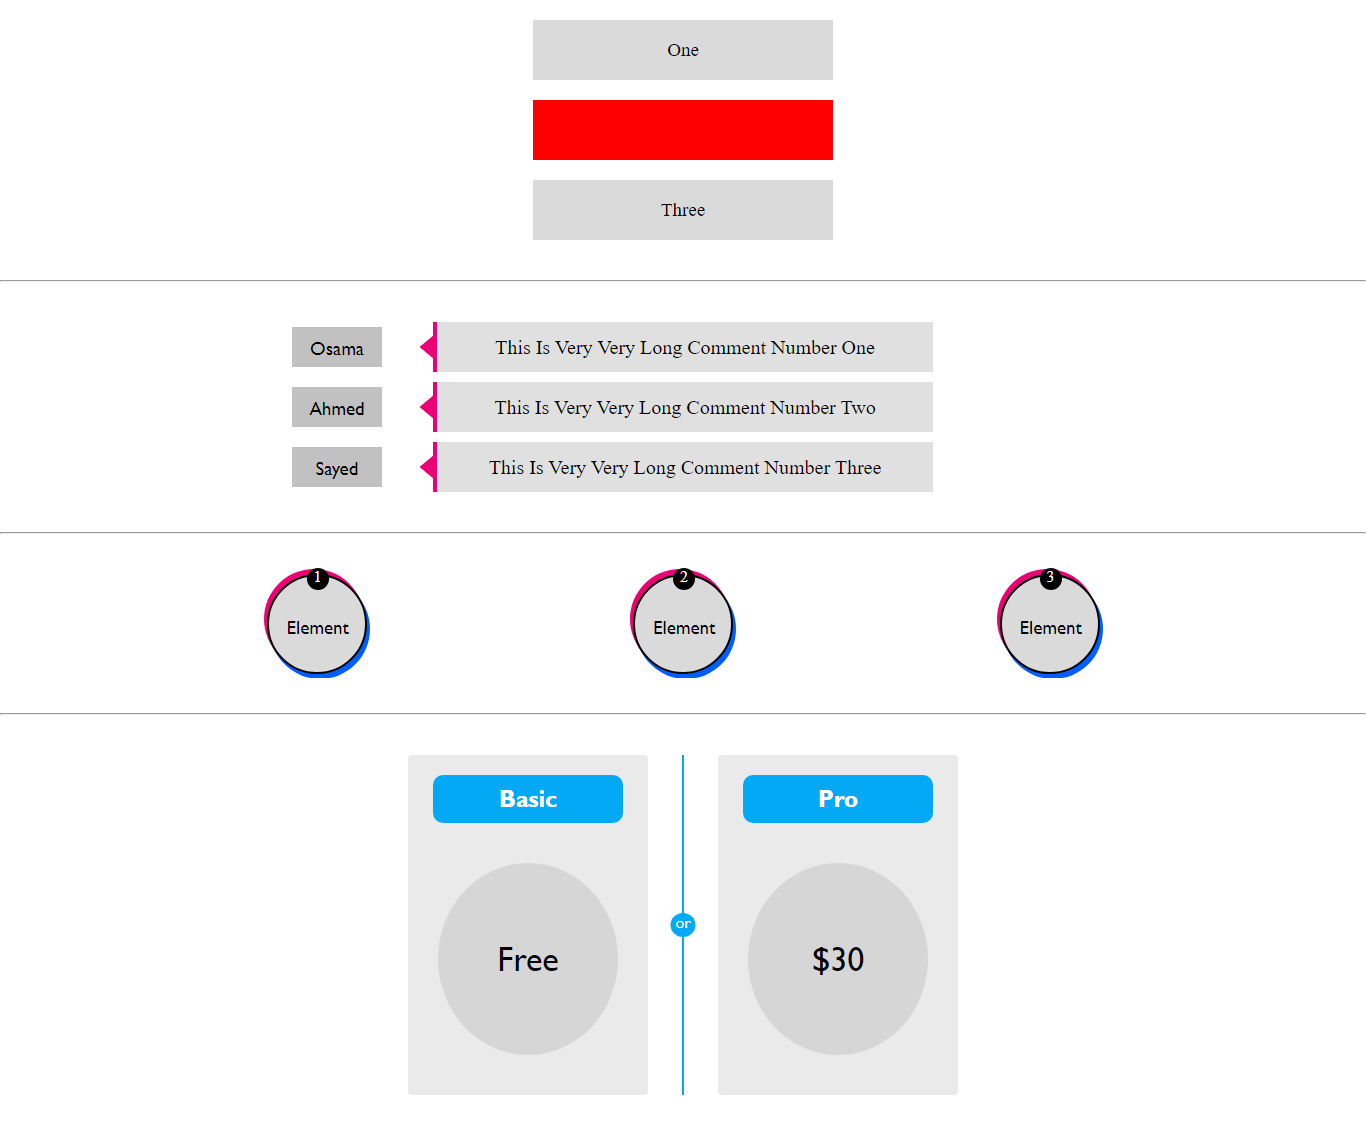 One
Three
Osama
This Is Very Very Long Comment Number One
Ahmed
This Is Very Very Long Comment Number Two
Sayed
This Is Very Very Long Comment Number Three
1
Element
2
Element
3
Element
Basic
Free
or
Pro
$30